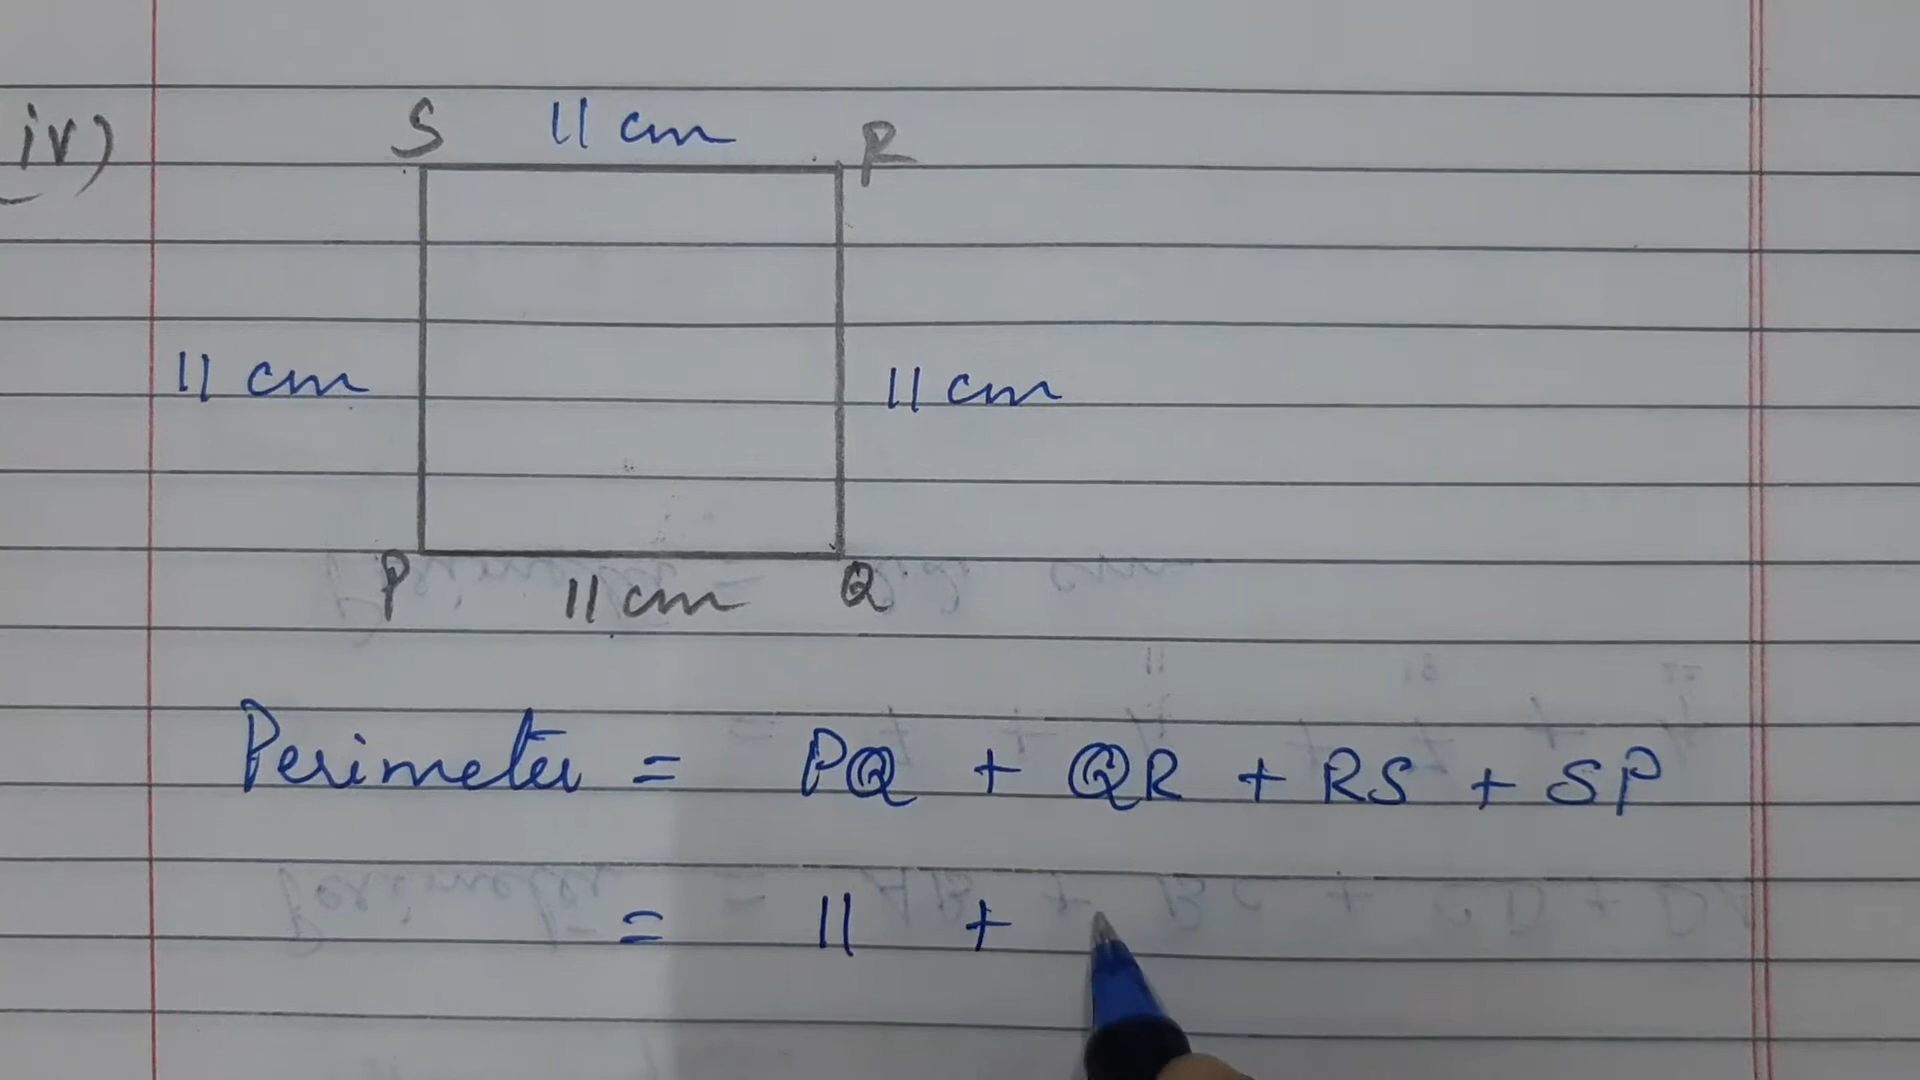 iv)
S 11 cm R
11 cm 11 cm
P 11 cm Q
Perimeter = PQ + QR + RS + SP
= 11 +